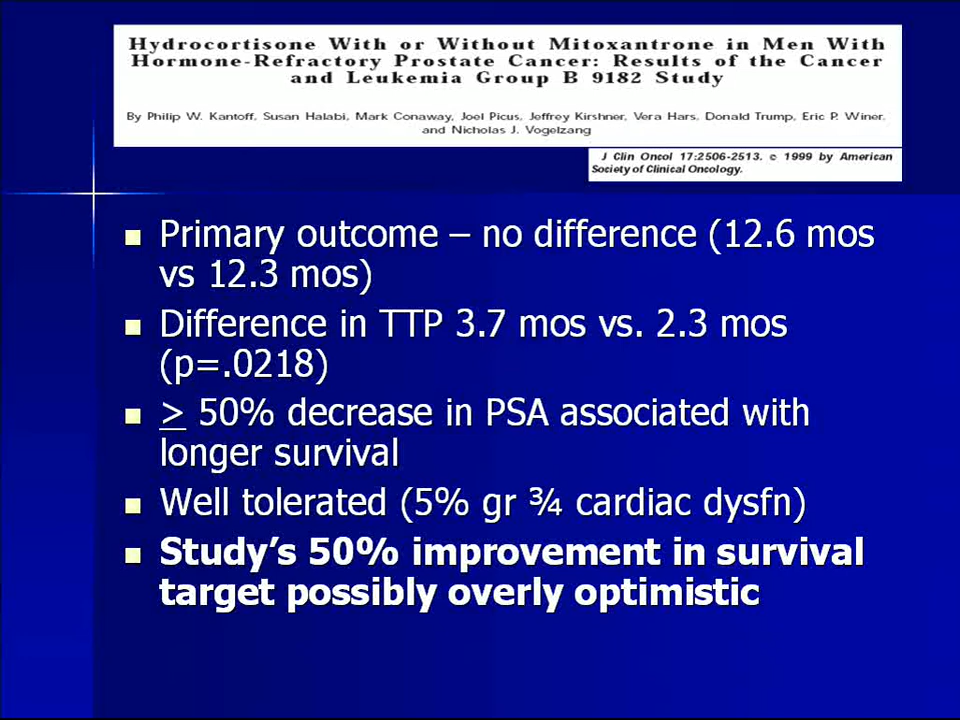 Hydrocortisone With or Without Mitoxantrone in Men With
Hormone-Refractory Prostate Cancer: Results of the Cancer
and Leukemia Group B 9182 Study
By Philip W. Kantoff, Susan Halabi, Mark Conaway, Joel Picus, Jeffrey Kirshner, Vera Hars, Donald Trump, Eric P. Winer,
and Nicholas J. Vogelzang
J Clin Oncol 17:2506-2513. © 1999 by American
Society of Clinical Oncology.
Primary outcome – no difference (12.6 mos
vs 12.3 mos)
Difference in TTP 3.7 mos vs. 2.3 mos
(p=.0218)
≥ 50% decrease in PSA associated with
longer survival
Well tolerated (5% gr ¾ cardiac dysfn)
Study's 50% improvement in survival
target possibly overly optimistic